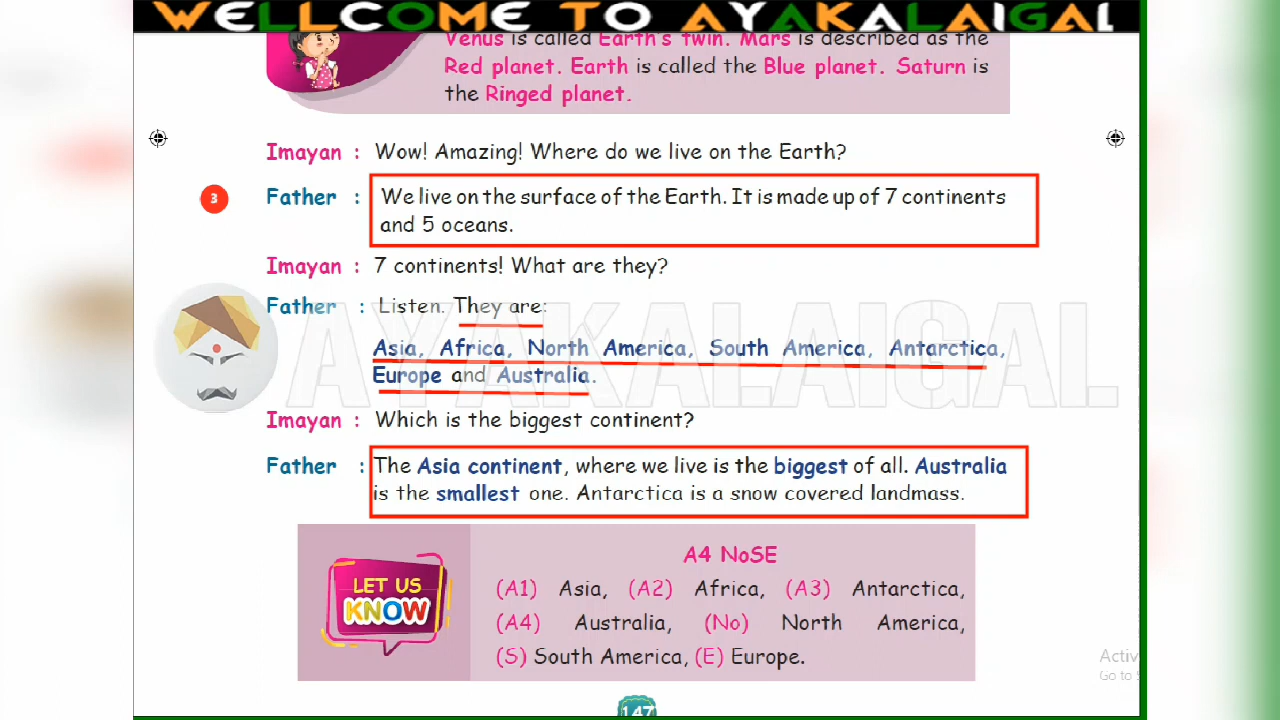 WELLCOME TO AYAKALAIGAL
Venus is called Earth's twin. Mars is described as the
Red planet. Earth is called the Blue planet. Saturn is
the Ringed planet.
Imayan : Wow! Amazing! Where do we live on the Earth?
3 Father : We live on the surface of the Earth. It is made up of 7 continents
and 5 oceans.
Imayan : 7 continents! What are they?
Father : Listen. They are:
AYAKALAIGAL
Asia, Africa, North America, South America, Antarctica,
Europe and Australia.
Imayan : Which is the biggest continent?
Father : The Asia continent, where we live is the biggest of all. Australia
is the smallest one. Antarctica is a snow covered landmass.
LET US
KNOW
A4 NoSE
(A1) Asia, (A2) Africa, (A3) Antarctica,
(A4) Australia, (No) North America,
(S) South America, (E) Europe.
147